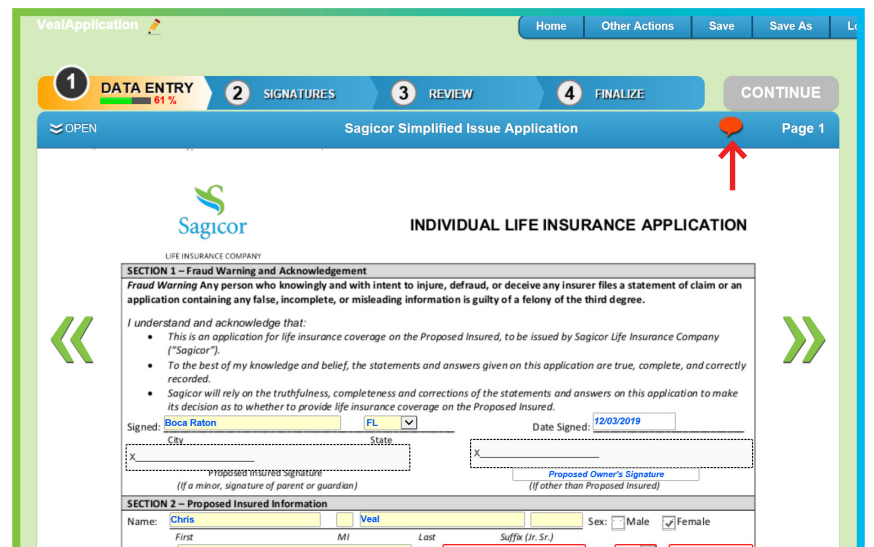 VealApplication
Home Other Actions Save Save As
1 DATA ENTRY 61 % 2 SIGNATURES 3 REVIEW 4 FINALIZE CONTINUE
OPEN Sagicor Simplified Issue Application Page 1
Sagicor
LIFE INSURANCE COMPANY
INDIVIDUAL LIFE INSURANCE APPLICATION
SECTION 1 – Fraud Warning and Acknowledgement
Fraud Warning Any person who knowingly and with intent to injure, defraud, or deceive any insurer files a statement of claim or an
application containing any false, incomplete, or misleading information is guilty of a felony of the third degree.
I understand and acknowledge that:
• This is an application for life insurance coverage on the Proposed Insured, to be issued by Sagicor Life Insurance Company
("Sagicor").
• To the best of my knowledge and belief, the statements and answers given on this application are true, complete, and correctly
recorded.
• Sagicor will rely on the truthfulness, completeness and corrections of the statements and answers on this application to make
its decision as to whether to provide life insurance coverage on the Proposed Insured.
Signed: Boca Raton FL Date Signed: 12/03/2019
City State
X X
Proposed Insured Signature Proposed Owner's Signature
(If a minor, signature of parent or guardian) (If other than Proposed Insured)
SECTION 2 – Proposed Insured Information
Name: Chris Veal Sex: Male Female
First MI Last Suffix (Jr. Sr.)